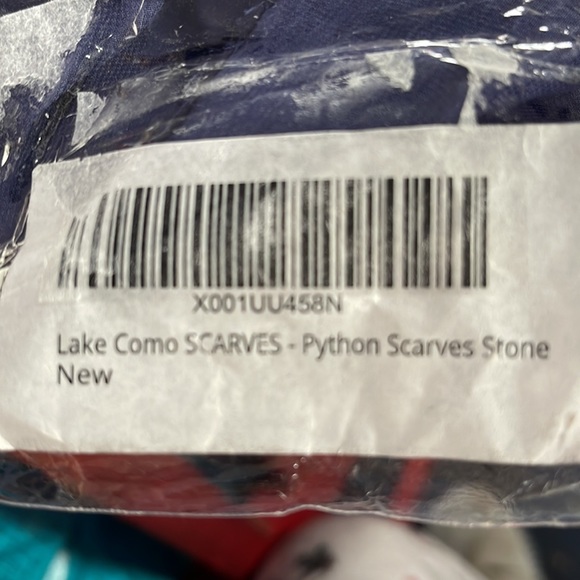 X001UU458N
Lake Como SCARVES - Python Scarves Stone
New